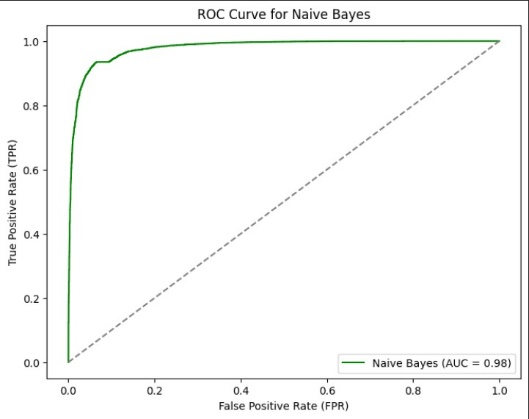 ROC Curve for Naive Bayes
True Positive Rate (TPR)
1.0
0.8
0.6
0.4
0.2
0.0
0.0 0.2 0.4 0.6 0.8 1.0
False Positive Rate (FPR)
Naive Bayes (AUC = 0.98)